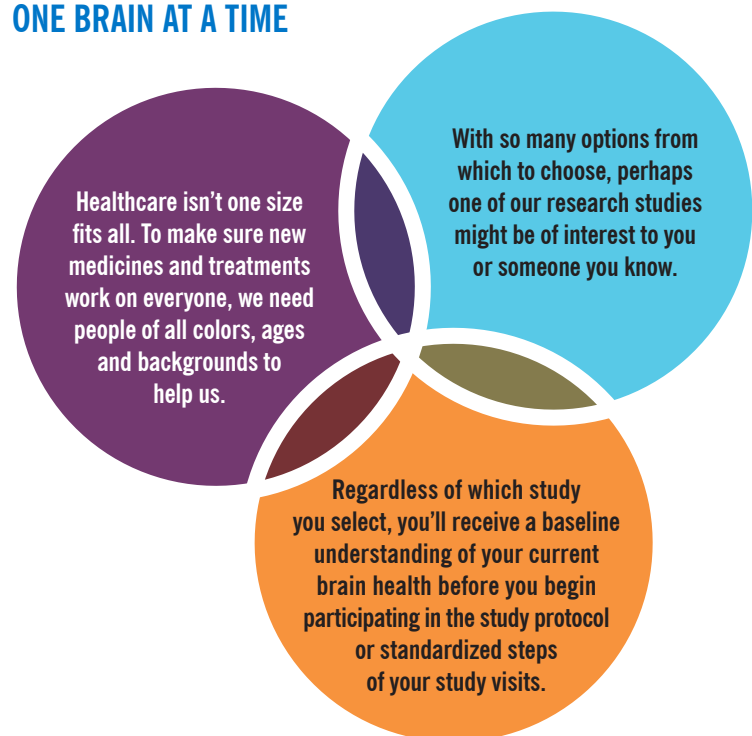 ONE BRAIN AT A TIME
Healthcare isn’t one size
fits all. To make sure new
medicines and treatments
work on everyone, we need
people of all colors, ages
and backgrounds to
help us.
With so many options from
which to choose, perhaps
one of our research studies
might be of interest to you
or someone you know.
Regardless of which study
you select, you’ll receive a baseline
understanding of your current
brain health before you begin
participating in the study protocol
or standardized steps
of your study visits.